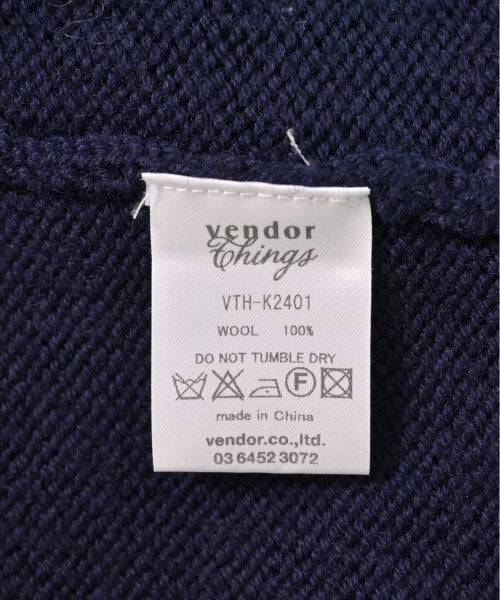 vendor
Things
VTH-K2401
WOOL 100%
DO NOT TUMBLE DRY
F
made in China
vendor.co.,ltd.
03 6452 3072